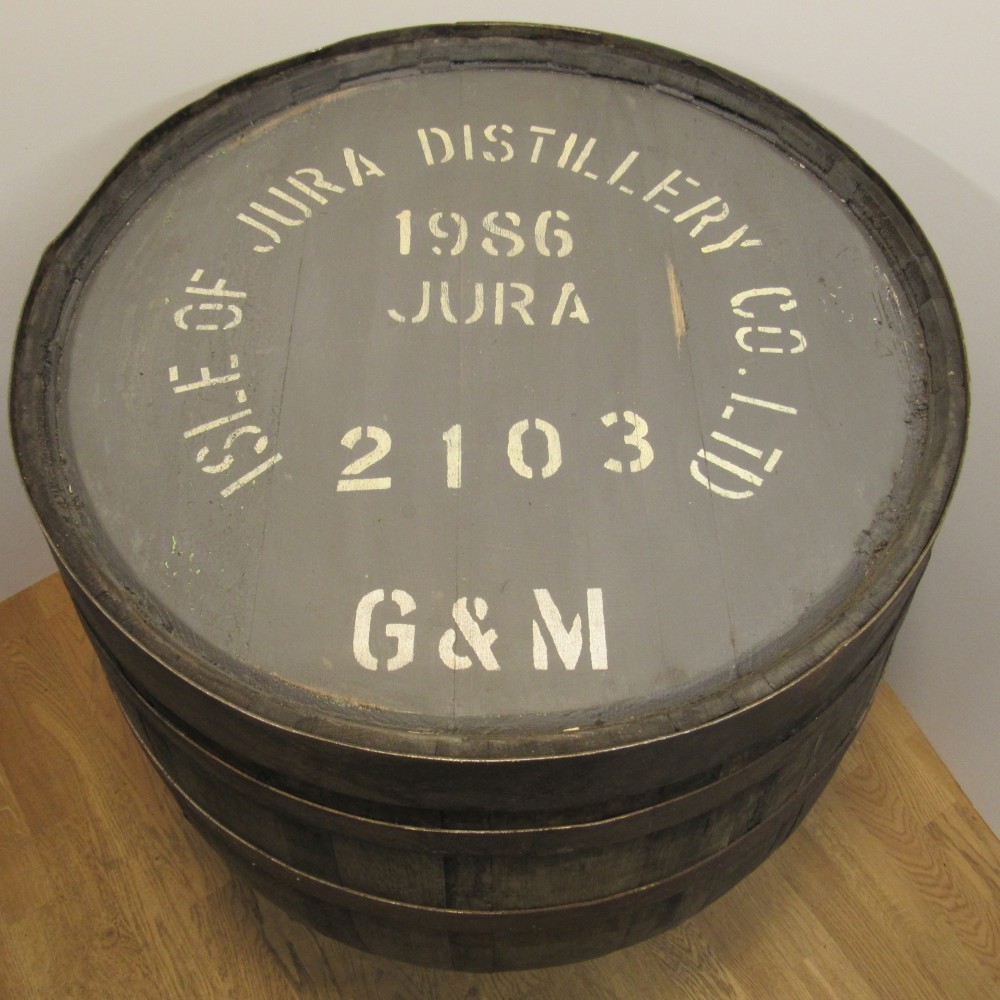 ISLE OF JURA DISTILLERY CO. LTD
1986
JURA
2103
G&M